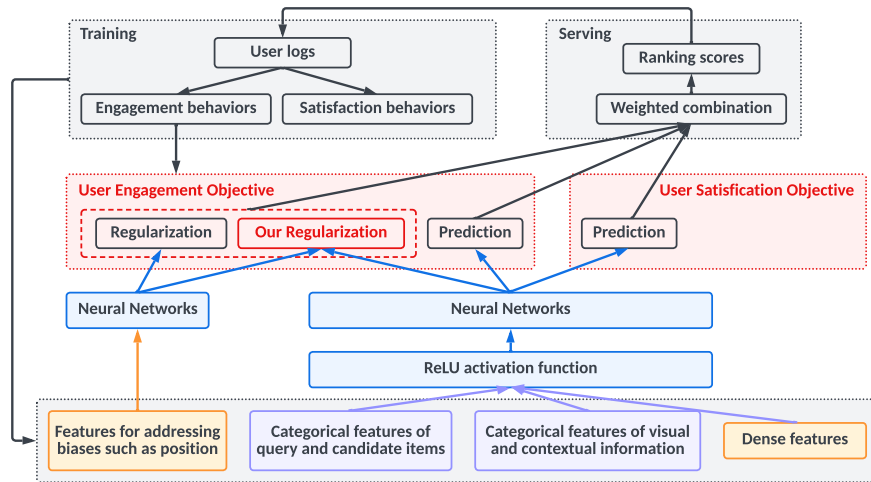 Training
User logs
Engagement behaviors
Satisfaction behaviors
Serving
Ranking scores
Weighted combination
User Engagement Objective
Regularization
Our Regularization
Prediction
User Satisfication Objective
Prediction
Neural Networks
Neural Networks
ReLU activation function
Features for addressing
biases such as position
Categorical features of
query and candidate items
Categorical features of visual
and contextual information
Dense features